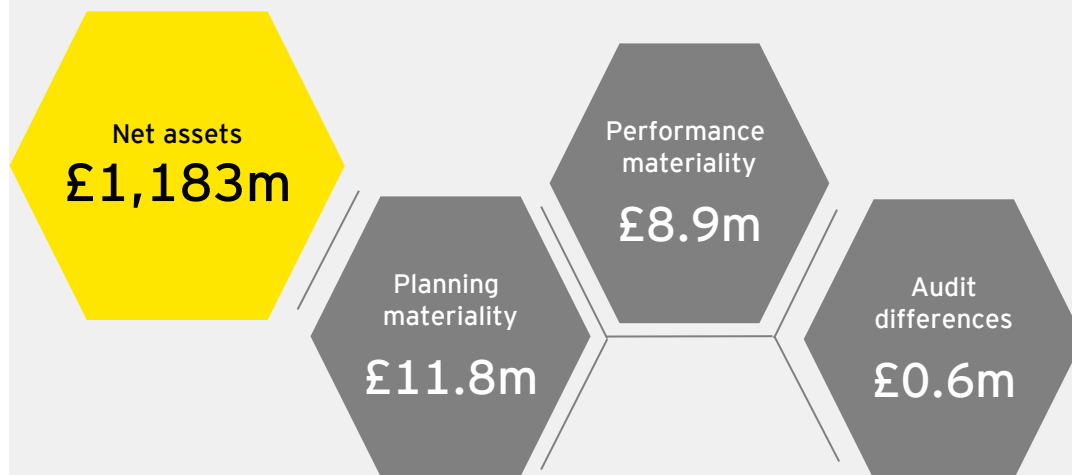 Net assets
£1,183m
Planning
materiality
£11.8m
Performance
materiality
£8.9m
Audit
differences
£0.6m